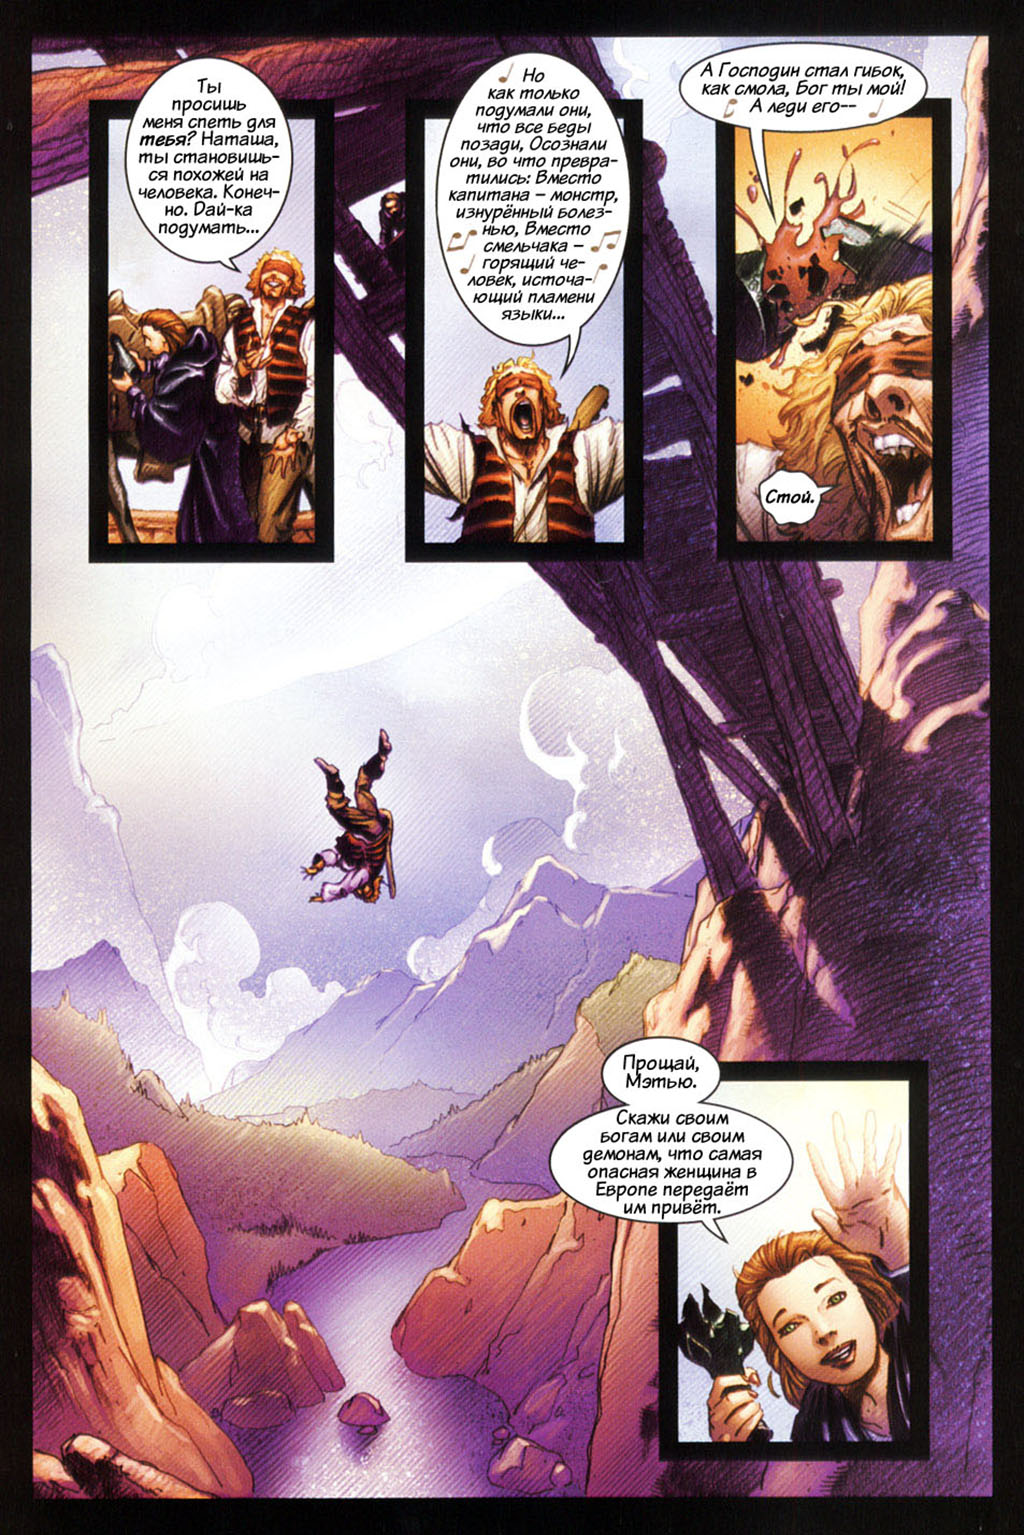 Ты
просишь
меня спеть для
тебя? Наташа,
ты становишь-
ся похожей на
человека. Конеч-
но. Дай-ка
подумать...
Но
как только
подумали они,
что все беды
позади, Осознали
они, во что превра-
тились: Вместо
капитана – монстр,
изнурённый болез-
нью, Вместо
смельчака –
горящий че-
ловек, источа-
ющий пламени
языки...
А Господин стал гибок,
как смола, Бог ты мой!
А леди его--
Стой.
Прощай,
Мэтью.
Скажи своим
богам или своим
демонам, что самая
опасная женщина в
Европе передаёт
им привёт.